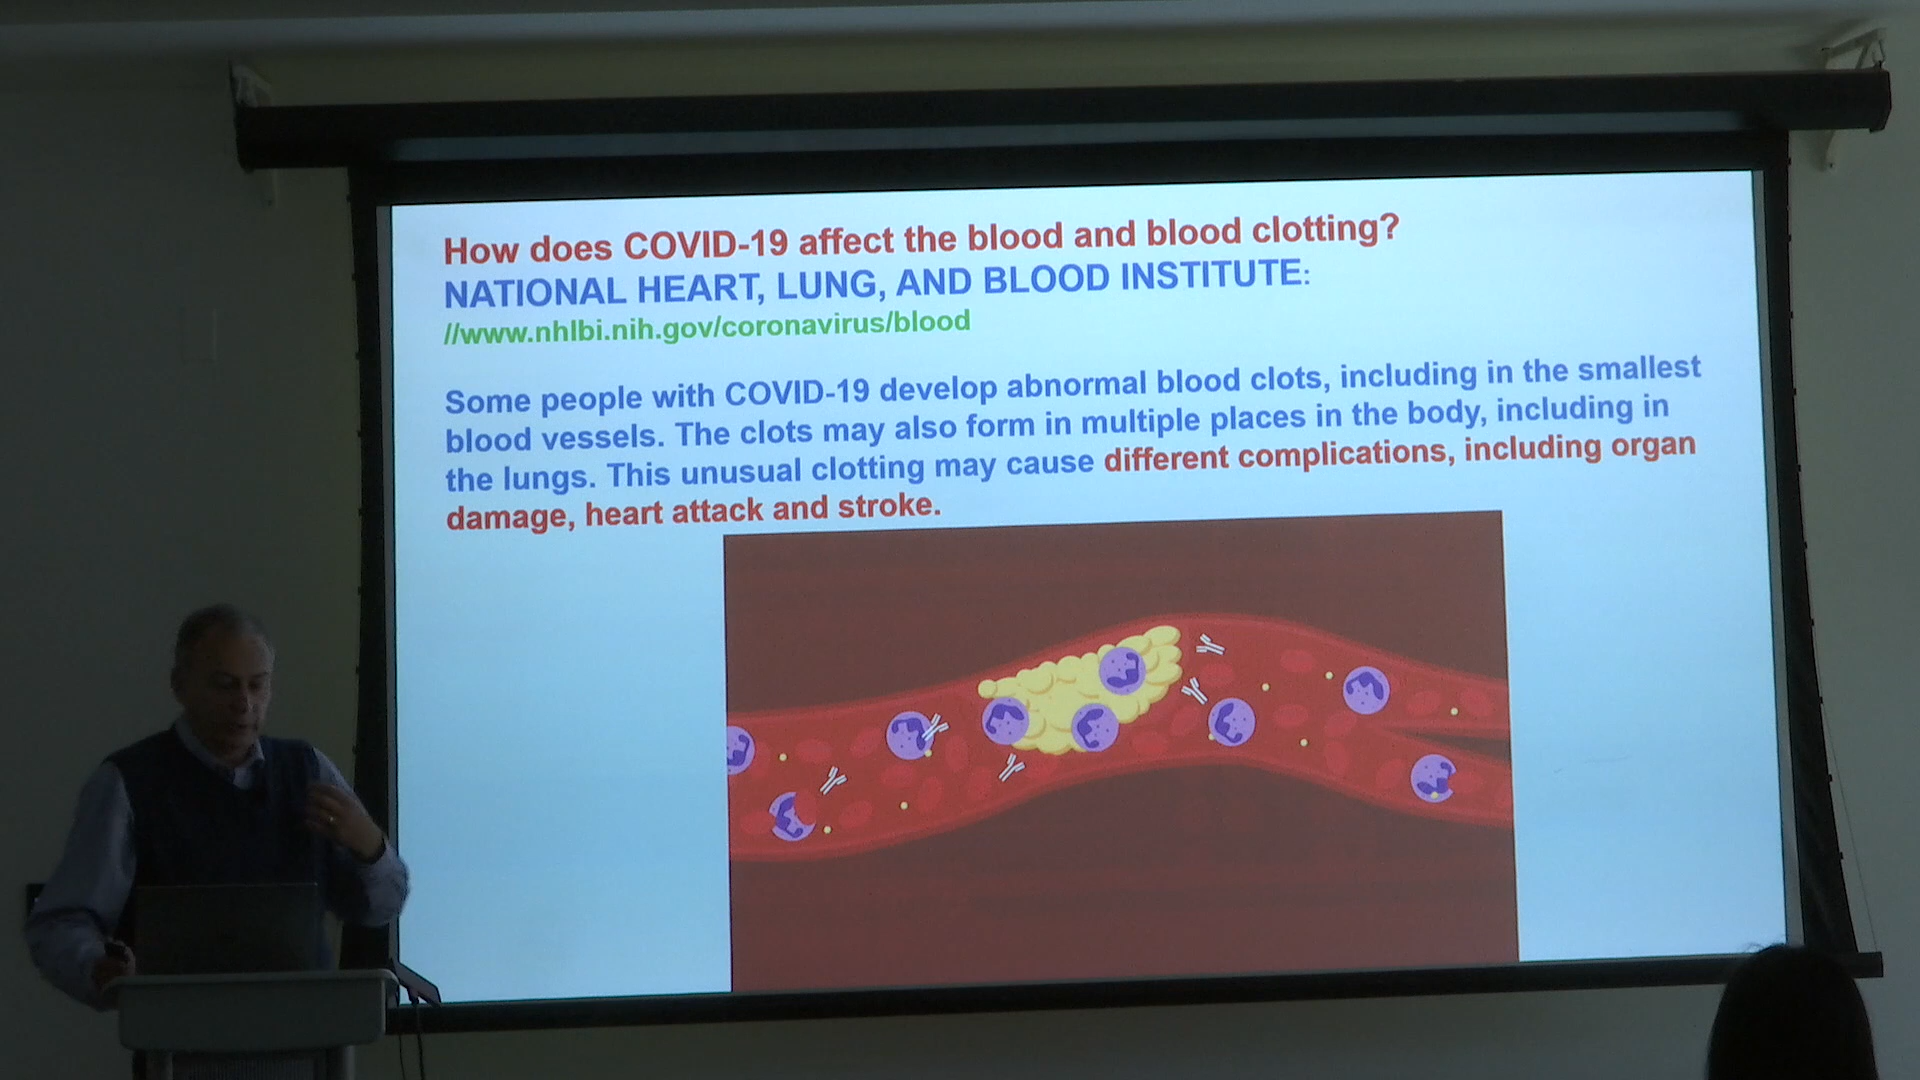 How does COVID-19 affect the blood and blood clotting?
NATIONAL HEART, LUNG, AND BLOOD INSTITUTE:
//www.nhlbi.nih.gov/coronavirus/blood
Some people with COVID-19 develop abnormal blood clots, including in the smallest
blood vessels. The clots may also form in multiple places in the body, including in
the lungs. This unusual clotting may cause different complications, including organ
damage, heart attack and stroke.